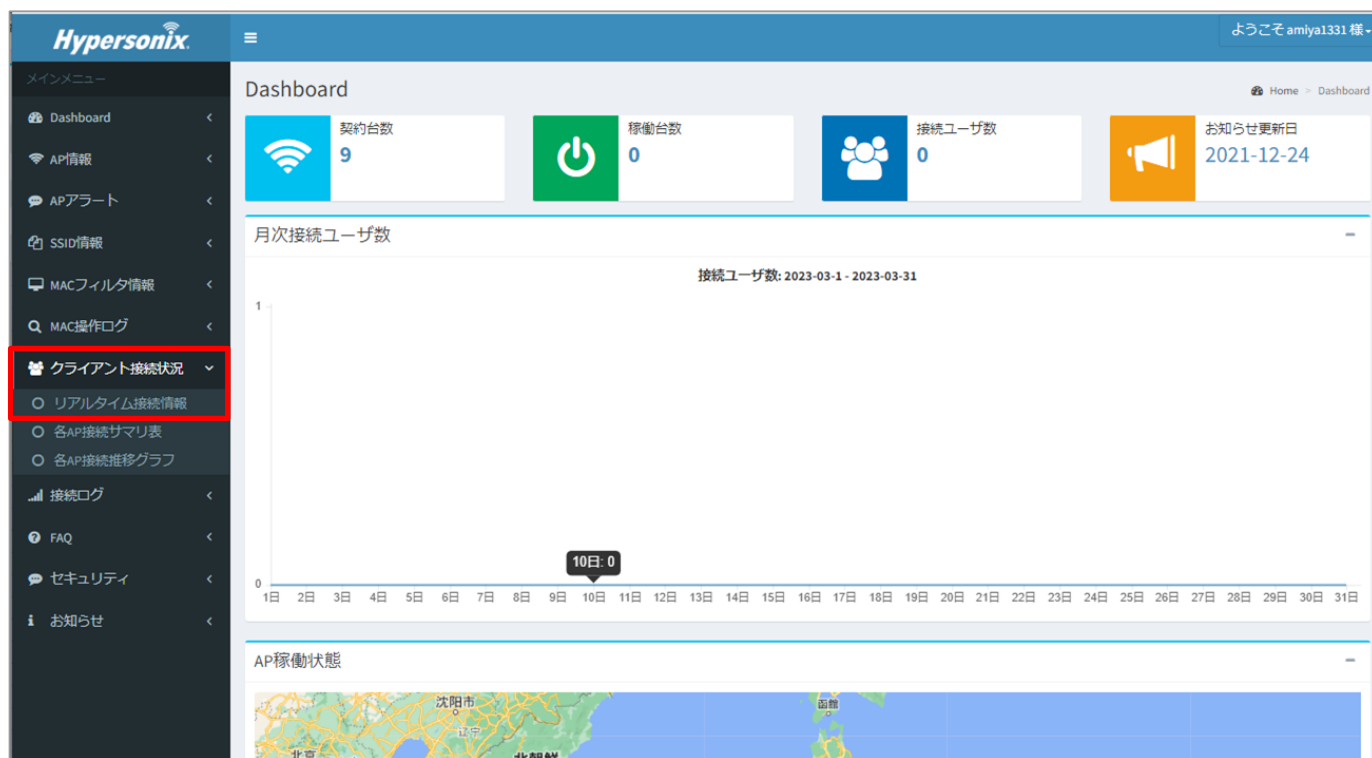 Hypersonix.
ようこそ amiya1331 様
メインメニュー
Dashboard
AP情報
APアラート
SSID情報
MACフィルタ情報
MAC操作ログ
クライアント接続状況
リアルタイム接続情報
各AP接続サマリ表
各AP接続推移グラフ
接続ログ
FAQ
セキュリティ
お知らせ
Dashboard
Home > Dashboard
契約台数
9
稼働台数
0
接続ユーザ数
0
お知らせ更新日
2021-12-24
月次接続ユーザ数
接続ユーザ数: 2023-03-1 - 2023-03-31
1
10日: 0
0
1日 2日 3日 4日 5日 6日 7日 8日 9日 10日 11日 12日 13日 14日 15日 16日 17日 18日 19日 20日 21日 22日 23日 24日 25日 26日 27日 28日 29日 30日 31日
AP稼働状態
沈阳市
辽宁
函館
北京
北朝鮮